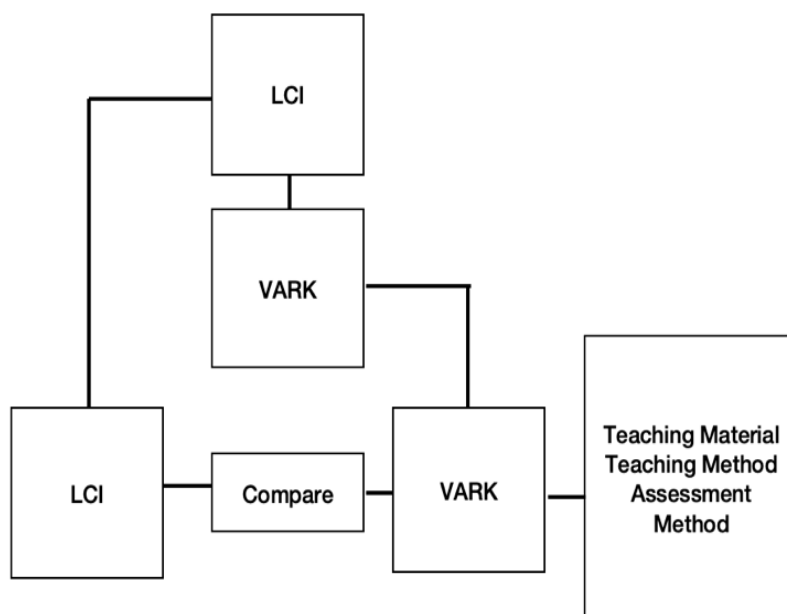 LCI
VARK
LCI
Compare
VARK
Teaching Material
Teaching Method
Assessment
Method